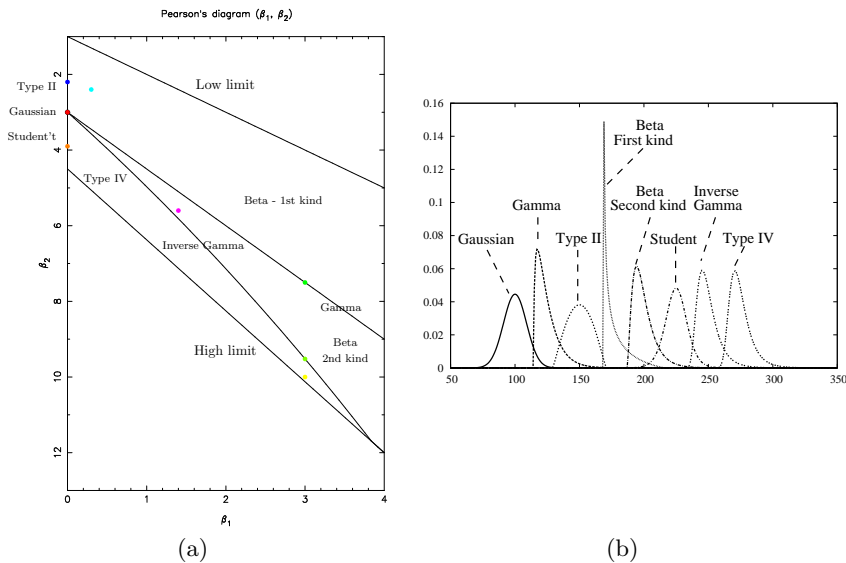 Pearson's diagram (β1, β2)
Low limit
Type II
Gaussian
Student't
Type IV
Beta - 1st kind
Inverse Gamma
Gamma
Beta
2nd kind
High limit
2
4
6
8
10
12
β2
0
1
2
3
4
β1
(a)
0.16
0.14
0.12
0.1
0.08
0.06
0.04
0.02
0
Beta
First kind
Gamma
Beta
Second kind
Inverse
Gamma
Gaussian
Type II
Student
Type IV
50
100
150
200
250
300
350
(b)